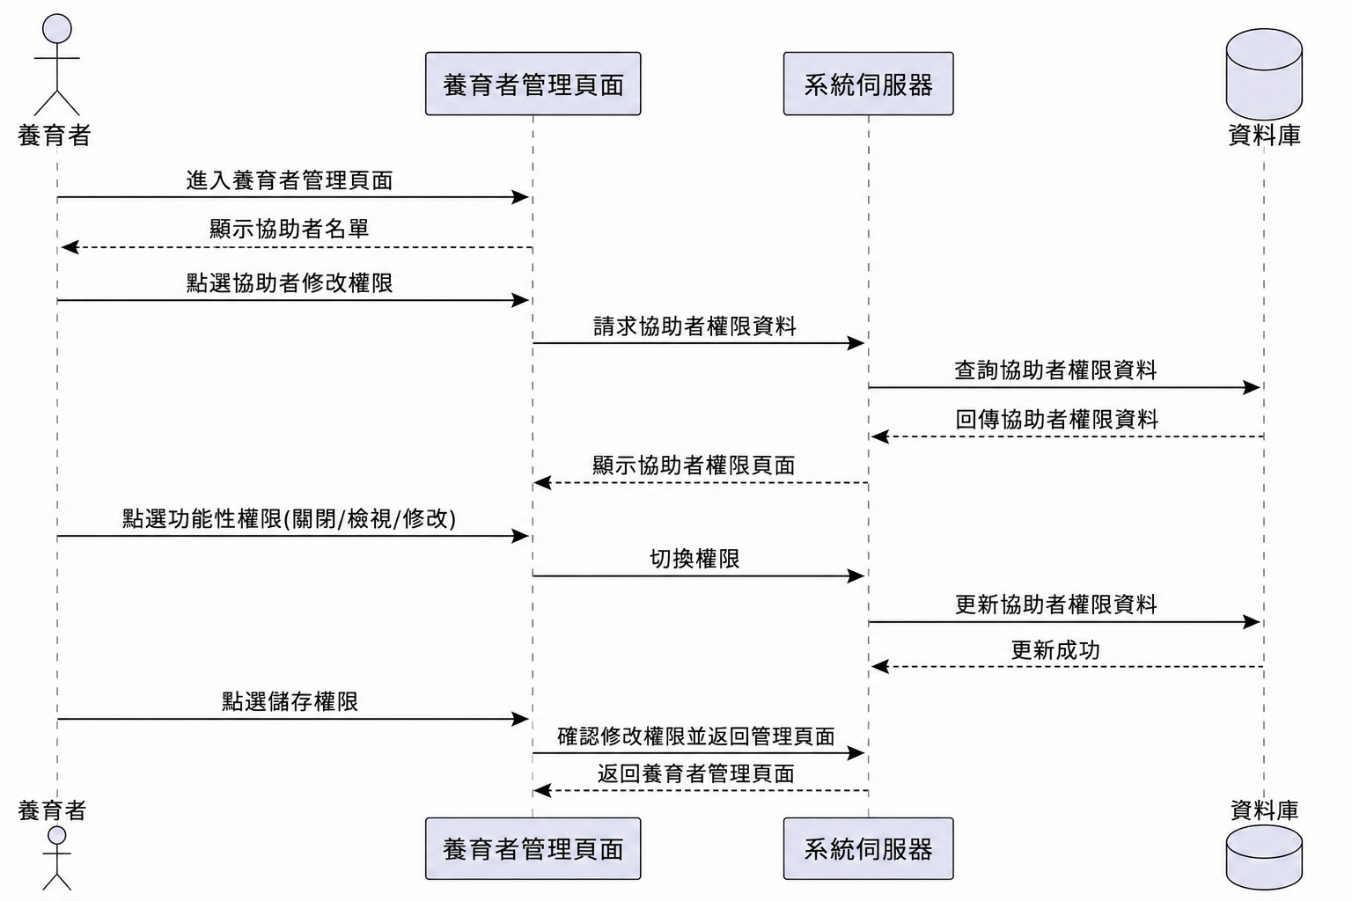 養育者
養育者管理頁面
系統伺服器
資料庫
進入養育者管理頁面
顯示協助者名單
點選協助者修改權限
請求協助者權限資料
查詢協助者權限資料
回傳協助者權限資料
顯示協助者權限頁面
點選功能性權限(關閉/檢視/修改)
切換權限
更新協助者權限資料
更新成功
點選儲存權限
確認修改權限並返回管理頁面
返回養育者管理頁面
養育者
養育者管理頁面
系統伺服器
資料庫